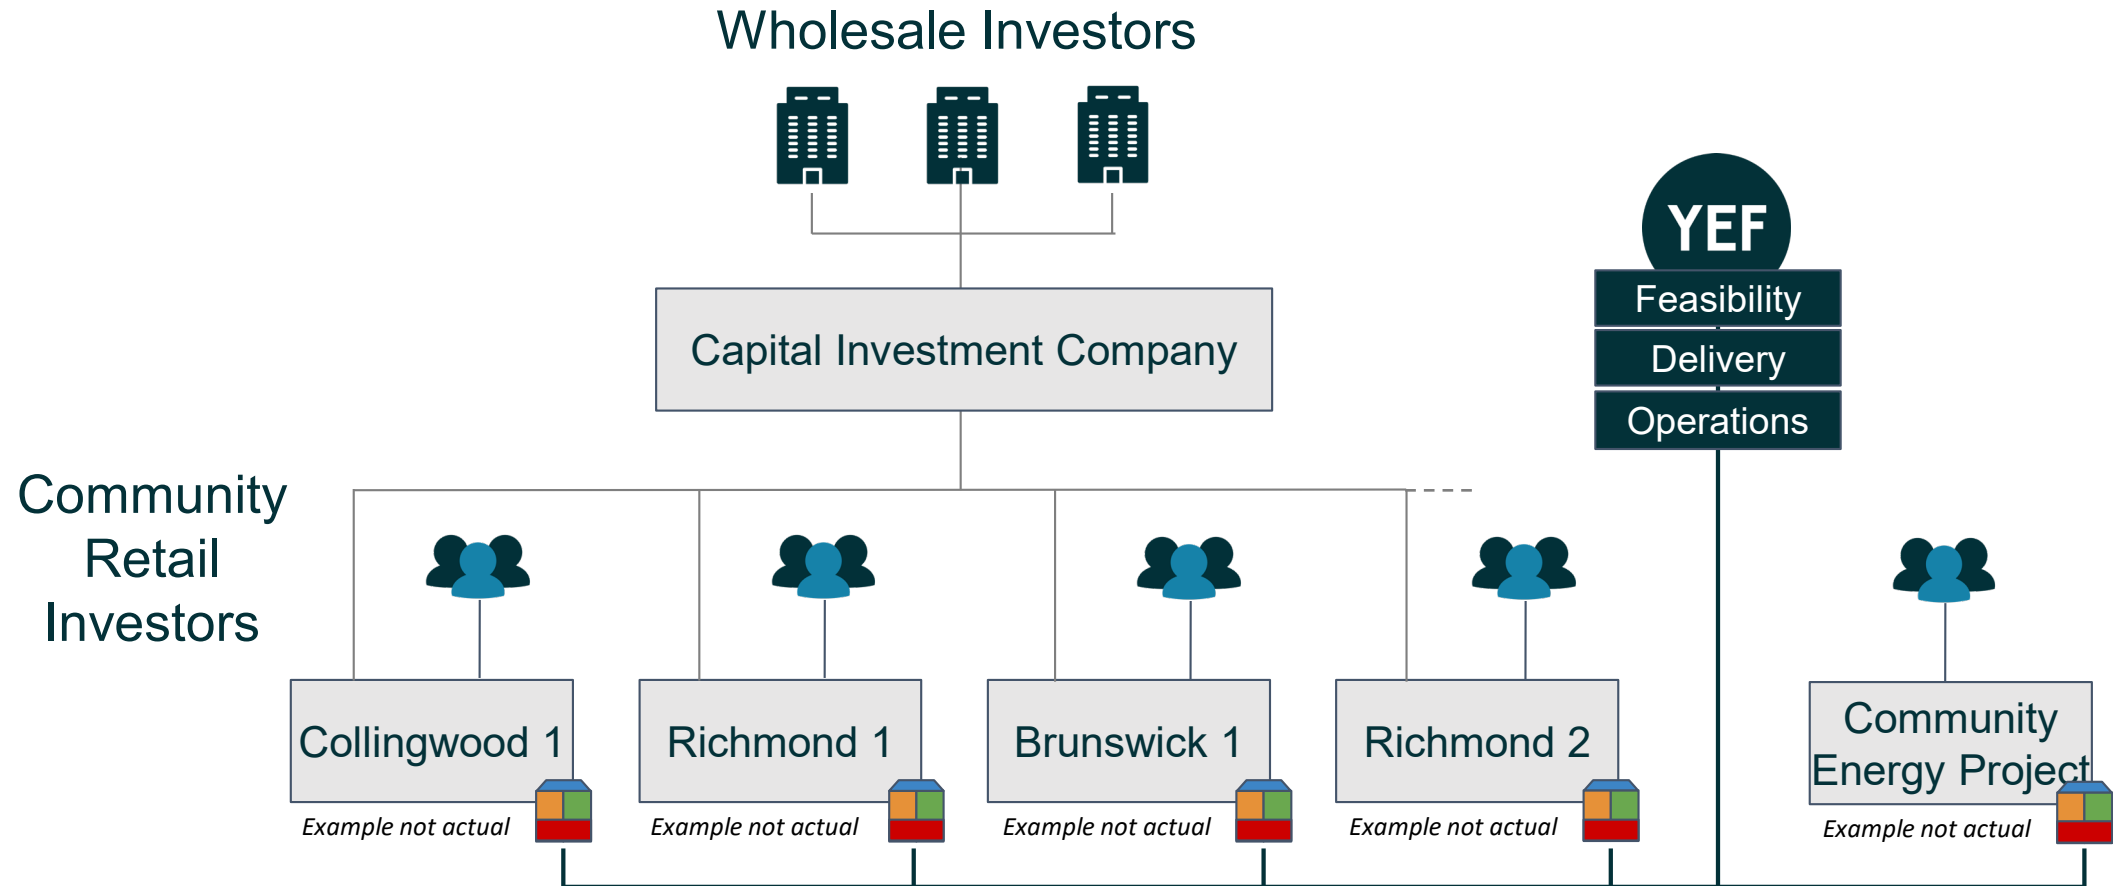 Wholesale Investors
YEF
Feasibility
Delivery
Operations
Capital Investment Company
Community
Retail
Investors
Collingwood 1
Richmond 1
Brunswick 1
Richmond 2
Community
Energy Project
Example not actual
Example not actual
Example not actual
Example not actual
Example not actual